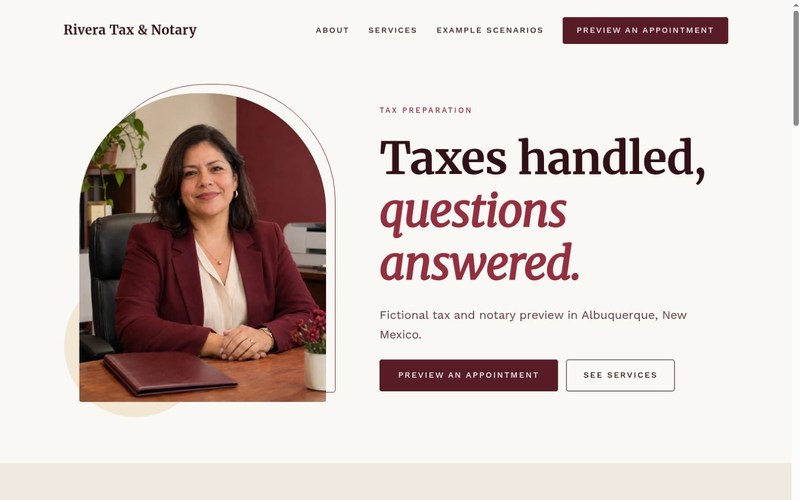 Rivera Tax & Notary
ABOUT
SERVICES
EXAMPLE SCENARIOS
PREVIEW AN APPOINTMENT
TAX PREPARATION
Taxes handled,
questions
answered.
Fictional tax and notary preview in Albuquerque, New
Mexico.
PREVIEW AN APPOINTMENT
SEE SERVICES